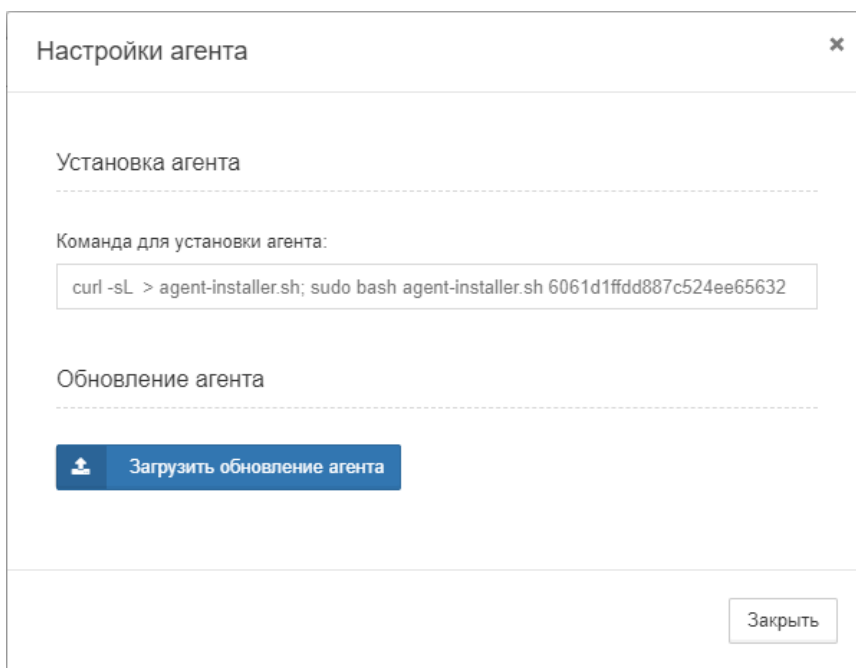 Настройки агента
Установка агента
Команда для установки агента:
curl -sL  > agent-installer.sh; sudo bash agent-installer.sh 6061d1ffdd887c524ee65632
Обновление агента
Загрузить обновление агента
Закрыть